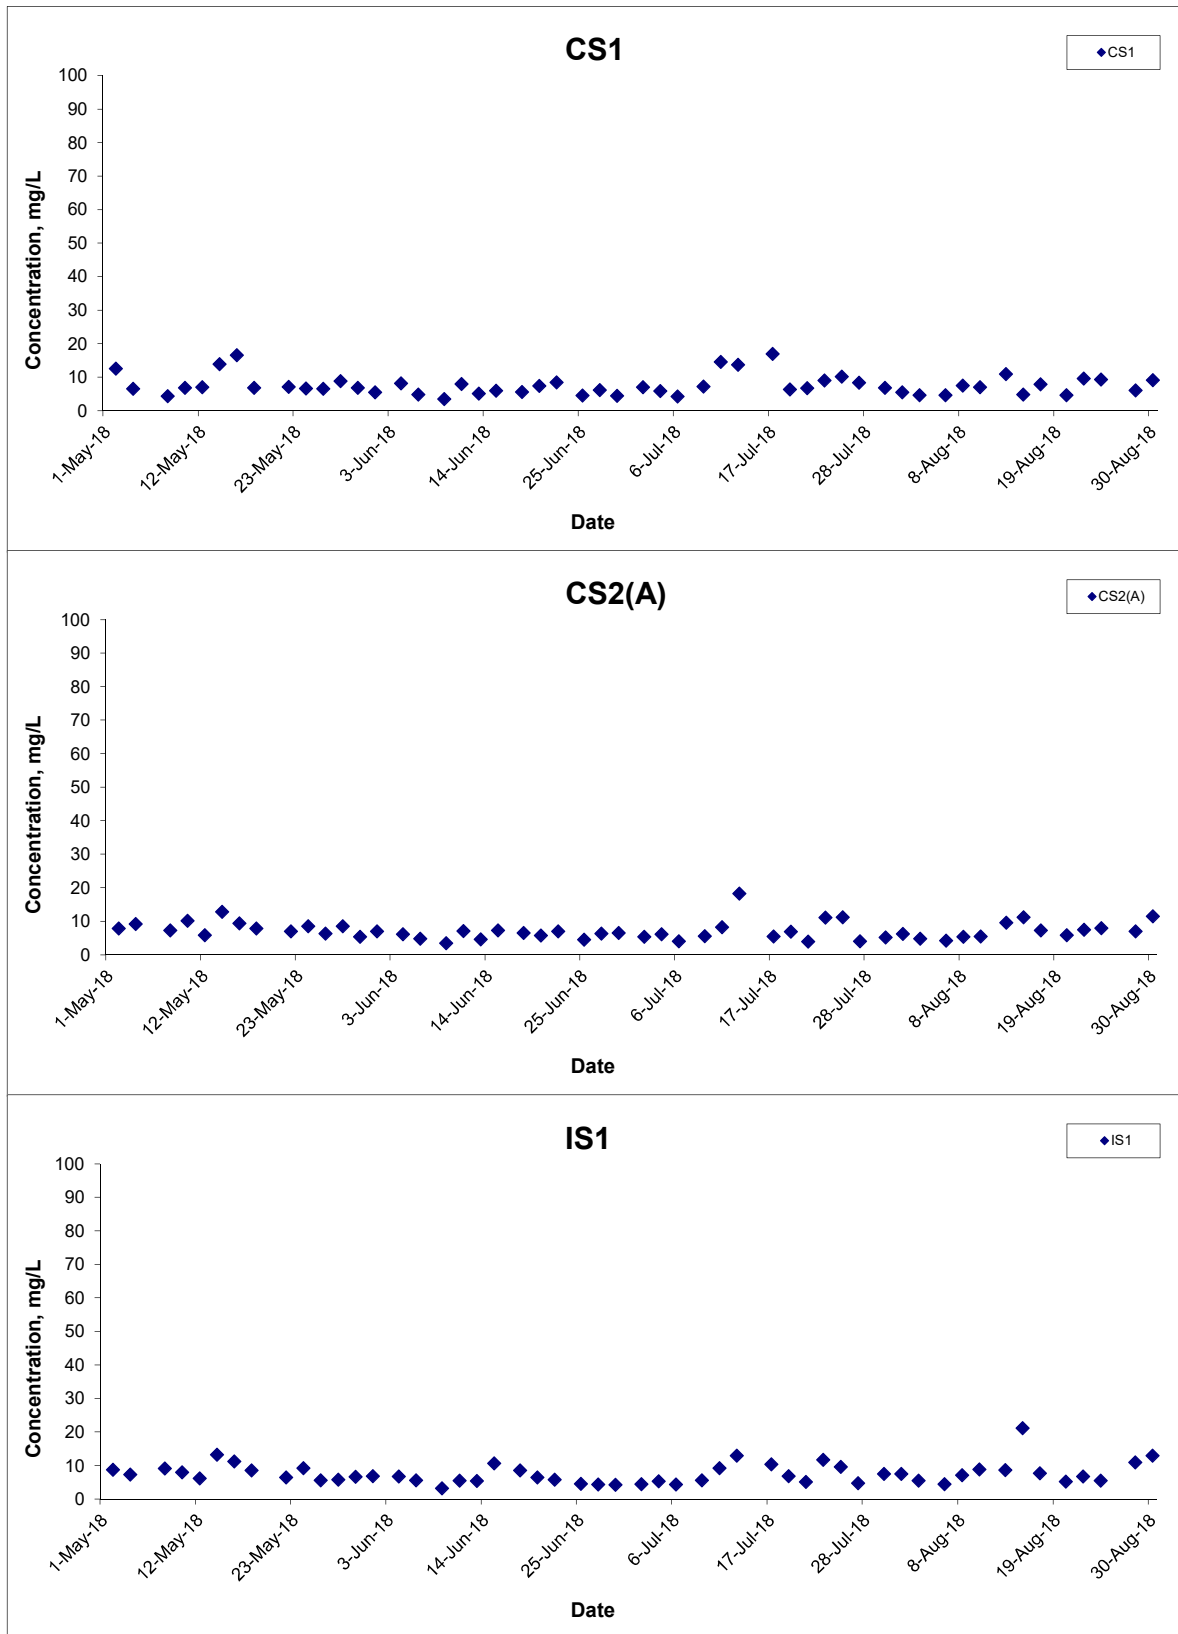 CS1
CS1
100
90
80
70
60
50
40
30
20
10
0
Concentration, mg/L
1-May-18
12-May-18
23-May-18
3-Jun-18
14-Jun-18
25-Jun-18
6-Jul-18
17-Jul-18
28-Jul-18
8-Aug-18
19-Aug-18
30-Aug-18
Date
CS2(A)
CS2(A)
100
90
80
70
60
50
40
30
20
10
0
Concentration, mg/L
1-May-18
12-May-18
23-May-18
3-Jun-18
14-Jun-18
25-Jun-18
6-Jul-18
17-Jul-18
28-Jul-18
8-Aug-18
19-Aug-18
30-Aug-18
Date
IS1
IS1
100
90
80
70
60
50
40
30
20
10
0
Concentration, mg/L
1-May-18
12-May-18
23-May-18
3-Jun-18
14-Jun-18
25-Jun-18
6-Jul-18
17-Jul-18
28-Jul-18
8-Aug-18
19-Aug-18
30-Aug-18
Date